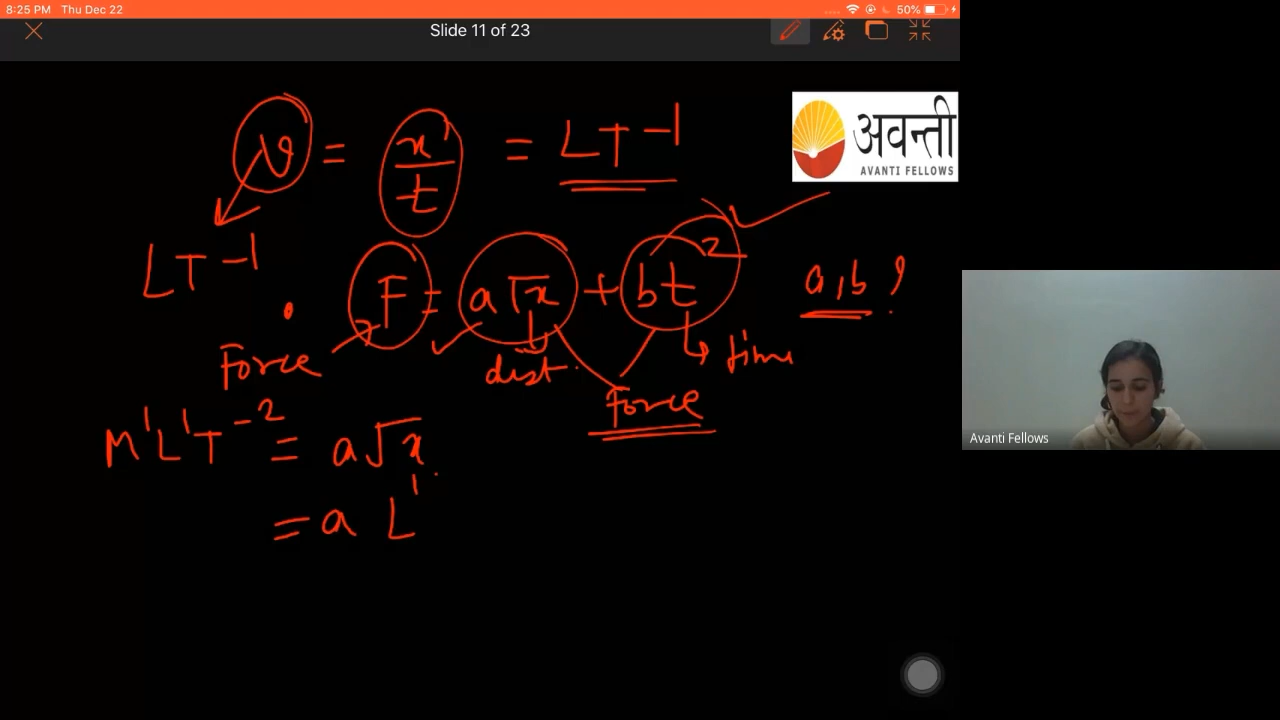 8:25 PM Thu Dec 22
50%
Slide 11 of 23
अवन्ती
AVANTI FELLOWS
v = x/t = LT⁻¹
LT⁻¹
F = a√x + bt²
a, b ?
Force
dist.
time
Force
M¹L¹T⁻² = a√x
= a L¹
Avanti Fellows